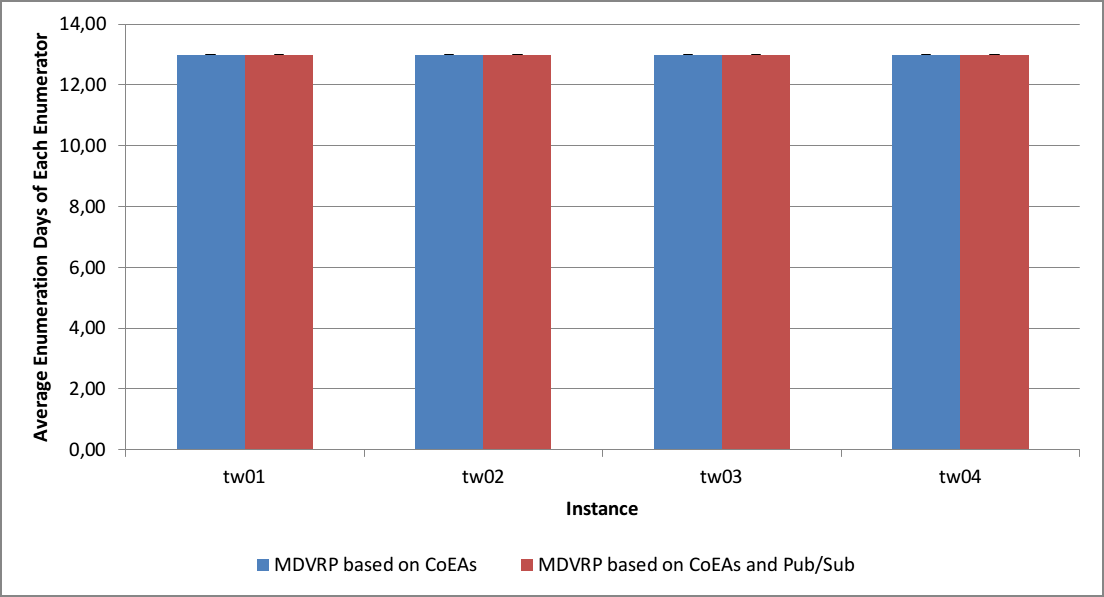 Average Enumeration Days of Each Enumerator
14,00
12,00
10,00
8,00
6,00
4,00
2,00
0,00
tw01
tw02
tw03
tw04
Instance
MDVRP based on CoEAs
MDVRP based on CoEAs and Pub/Sub